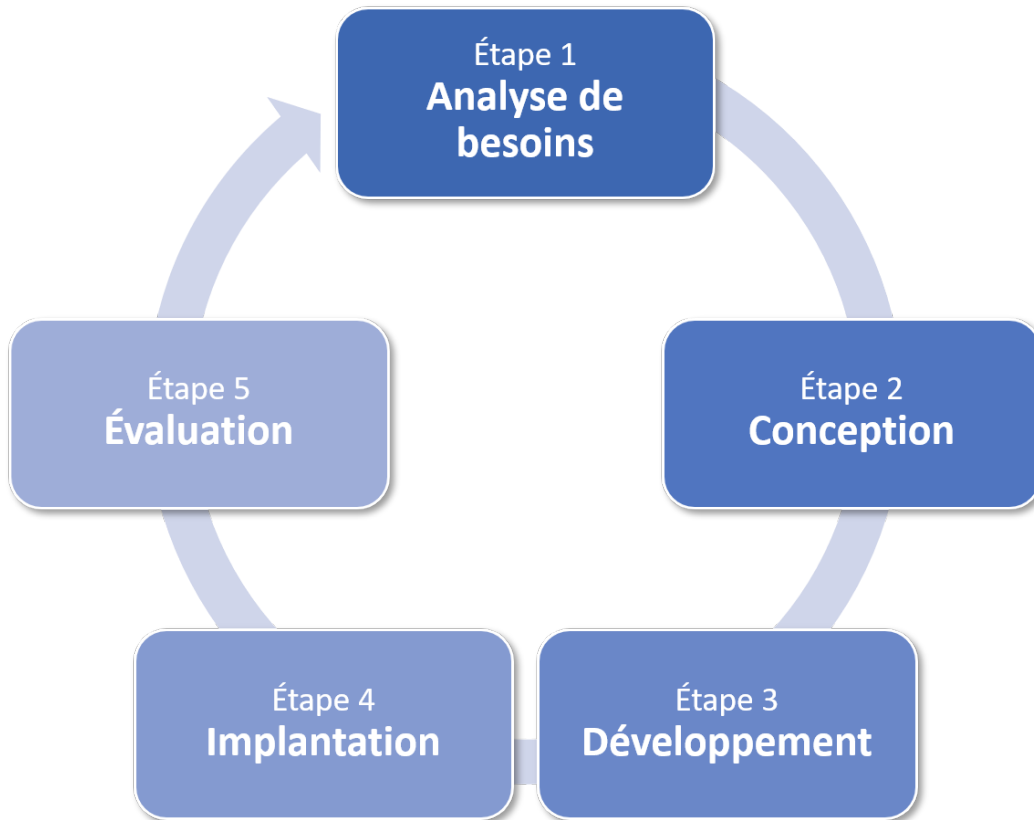 Étape 1
Analyse de
besoins
Étape 2
Conception
Étape 3
Développement
Étape 4
Implantation
Étape 5
Évaluation